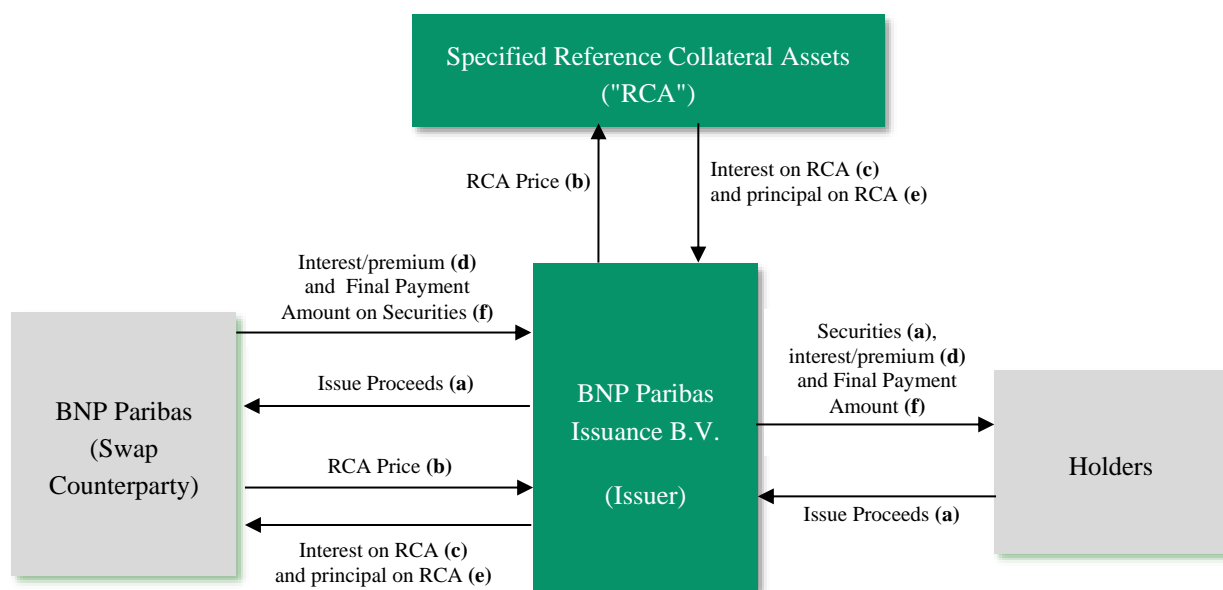 Specified Reference Collateral Assets
("RCA")
RCA Price (b)
Interest on RCA (c)
and principal on RCA (e)
Interest/premium (d)
and Final Payment
Amount on Securities (f)
Issue Proceeds (a)
BNP Paribas
(Swap
Counterparty)
RCA Price (b)
Interest on RCA (c)
and principal on RCA (e)
BNP Paribas
Issuance B.V.
(Issuer)
Securities (a),
interest/premium (d)
and Final Payment
Amount (f)
Issue Proceeds (a)
Holders